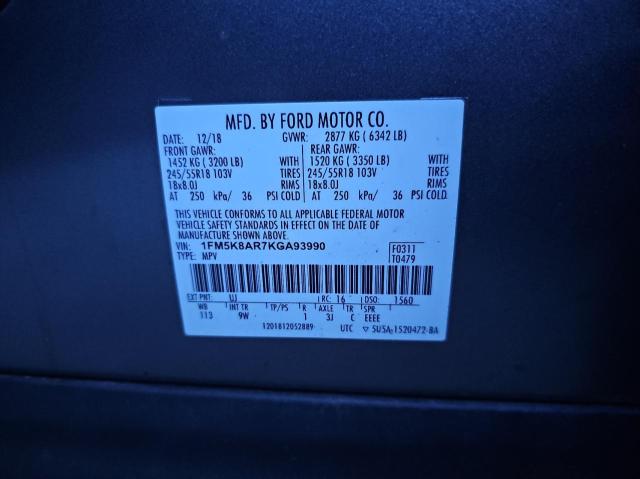 MFD. BY FORD MOTOR CO.
DATE: 12/18 GVWR: 2877 KG ( 6342 LB)
FRONT GAWR: REAR GAWR:
1452 KG ( 3200 LB) WITH 1520 KG ( 3350 LB) WITH
245/55R18 103V TIRES 245/55R18 103V TIRES
18x8.0J RIMS 18x8.0J RIMS
AT 250 kPa/ 36 PSI COLD AT 250 kPa/ 36 PSI COLD
THIS VEHICLE CONFORMS TO ALL APPLICABLE FEDERAL MOTOR
VEHICLE SAFETY STANDARDS IN EFFECT ON THE DATE OF
MANUFACTURE SHOWN ABOVE.
VIN: 1FM5K8AR7KGA93990 F0311
TYPE: MPV T0479
EXT PNT: UJ RC: 16 DSO: 1560
WB INT TR TP/PS R AXLE TR SPR
113 9W 1 3J C EEEE
1201812052889 UTC ▽ 5U5A-1520472-BA